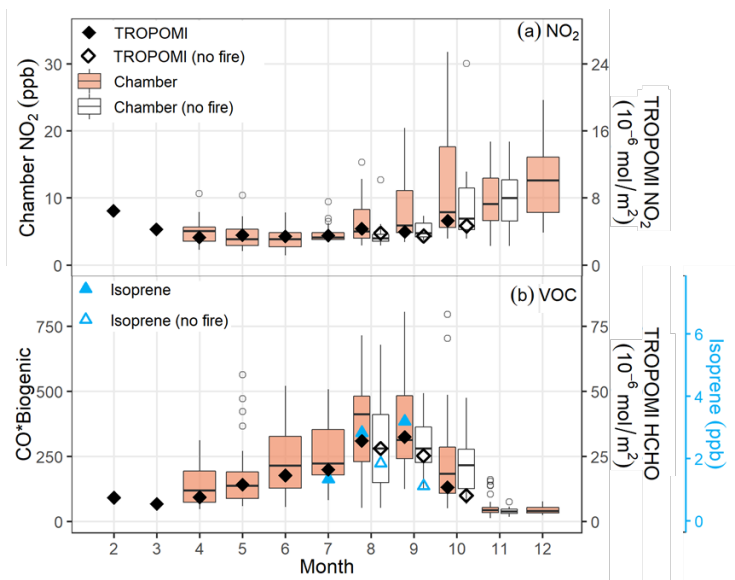 (a) NO₂
TROPOMI
TROPOMI (no fire)
Chamber
Chamber (no fire)
Chamber NO₂ (ppb)
30
20
10
0
24
16
8
4
0
TROPOMI NO₂
(10⁻⁶ mol/m²)
(b) VOC
Isoprene
Isoprene (no fire)
CO*Biogenic
750
500
250
0
75
50
25
0
TROPOMI HCHO
(10⁻⁶ mol/m²)
6
4
2
0
Isoprene (ppb)
2 3 4 5 6 7 8 9 10 11 12
Month